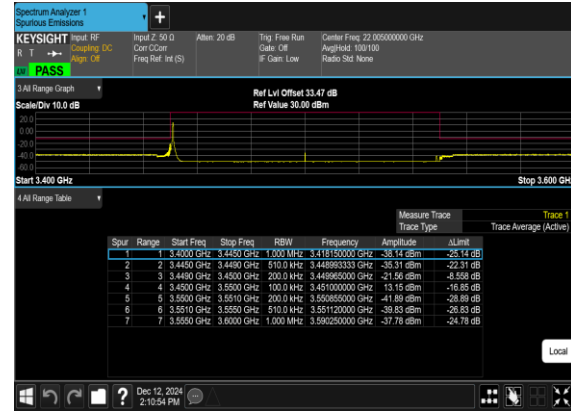 Spectrum Analyzer 1
Spurious Emissions
KEYSIGHT Input: RF Input Z: 50 Ω Atten: 20 dB Trig: Free Run Center Freq: 22.005000000 GHz
R T Coupling: DC Corr CCorr Gate: Off Avg|Hold: 100/100
Align: Off Freq Ref: Int (S) IF Gain: Low Radio Std: None
LV PASS
3 All Range Graph
Ref Lvl Offset 33.47 dB
Scale/Div 10.0 dB Ref Value 30.00 dBm
20.0
0.00
-20.0
-40.0
-60.0
Start 3.400 GHz Stop 3.600 GH
4 All Range Table
Measure Trace Trace 1
Trace Type Trace Average (Active)
Spur Range Start Freq Stop Freq RBW Frequency Amplitude ΔLimit
1 1 3.4000 GHz 3.4450 GHz 1.000 MHz 3.418150000 GHz -38.14 dBm -25.14 dB
2 2 3.4450 GHz 3.4490 GHz 510.0 kHz 3.448993333 GHz -35.31 dBm -22.31 dB
3 3 3.4490 GHz 3.4500 GHz 200.0 kHz 3.449965000 GHz -21.56 dBm -8.558 dB
4 4 3.4500 GHz 3.5500 GHz 100.0 kHz 3.451000000 GHz 13.15 dBm -16.85 dB
5 5 3.5500 GHz 3.5510 GHz 200.0 kHz 3.550855000 GHz -41.89 dBm -28.89 dB
6 6 3.5510 GHz 3.5550 GHz 510.0 kHz 3.551120000 GHz -39.83 dBm -26.83 dB
7 7 3.5550 GHz 3.6000 GHz 1.000 MHz 3.590250000 GHz -37.78 dBm -24.78 dB
Local
Dec 12, 2024
2:10:54 PM